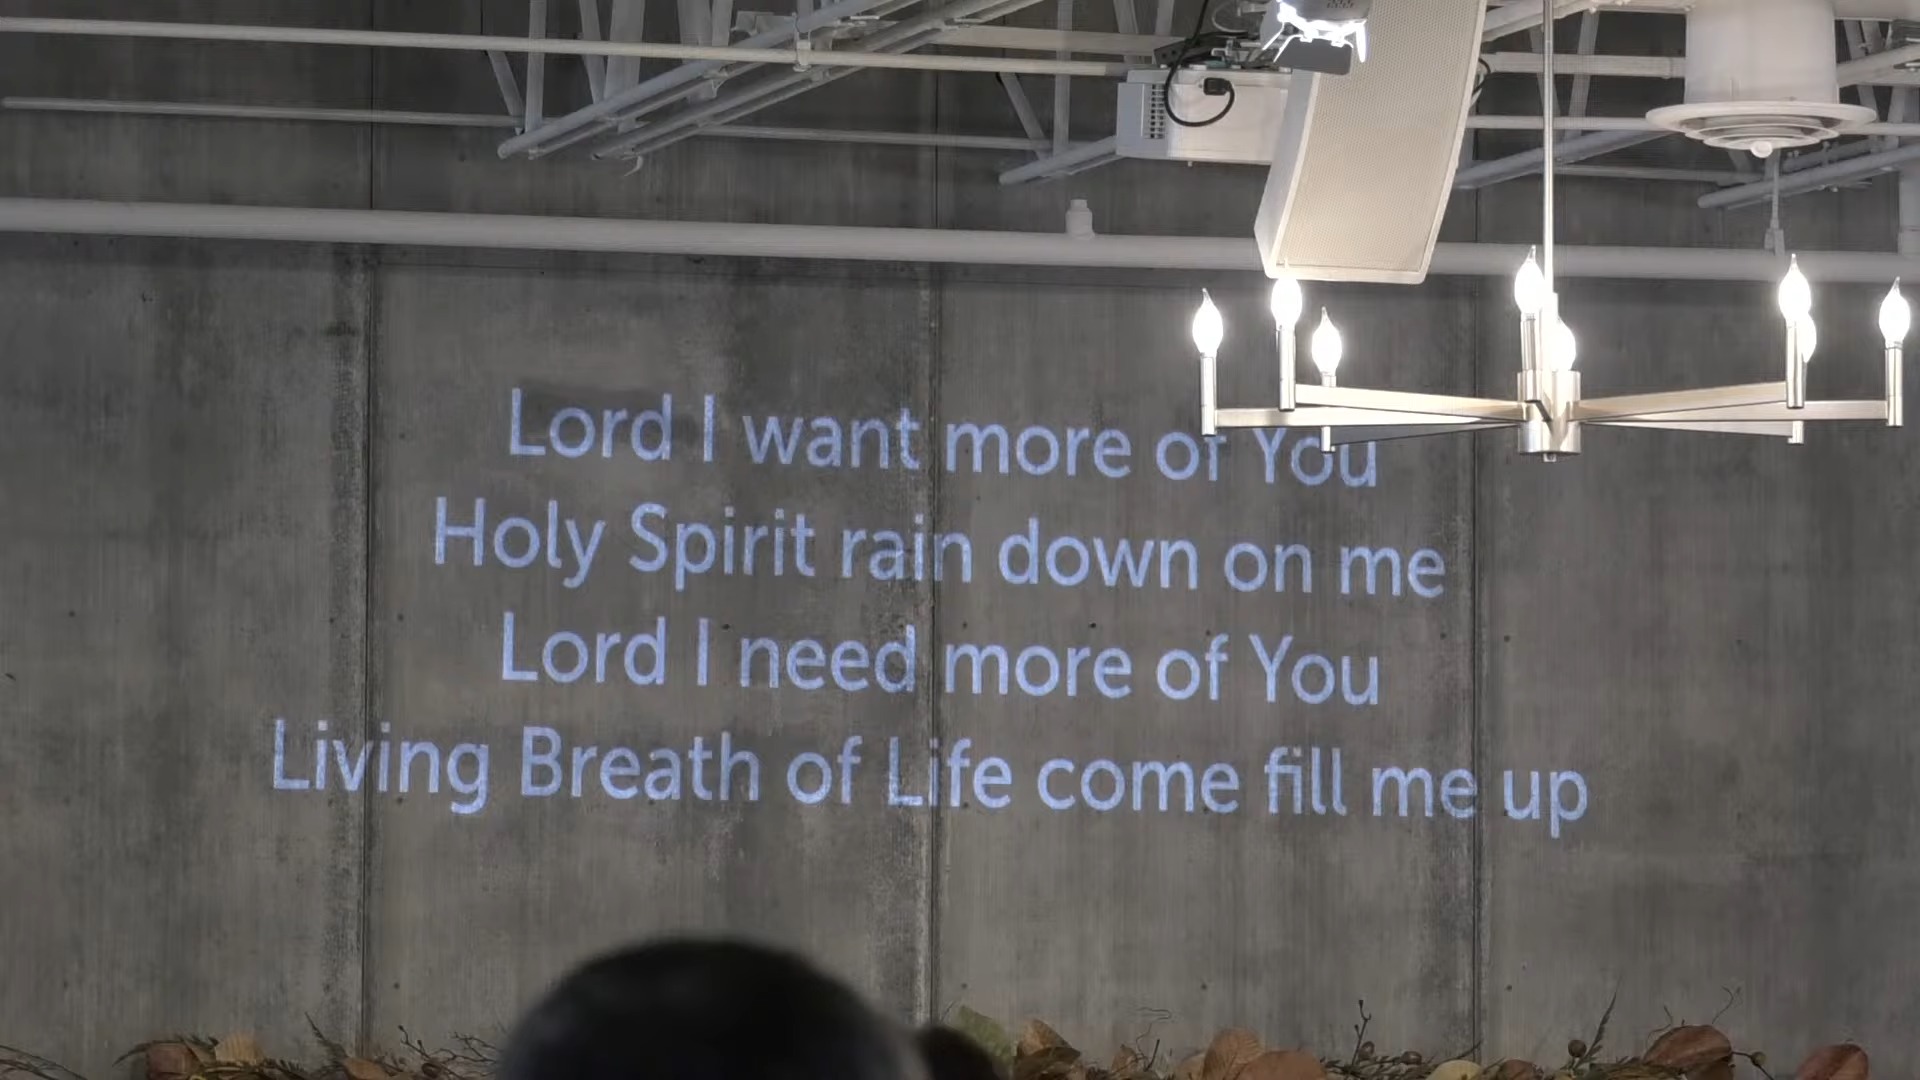 Lord I want more of You
Holy Spirit rain down on me
Lord I need more of You
Living Breath of Life come fill me up